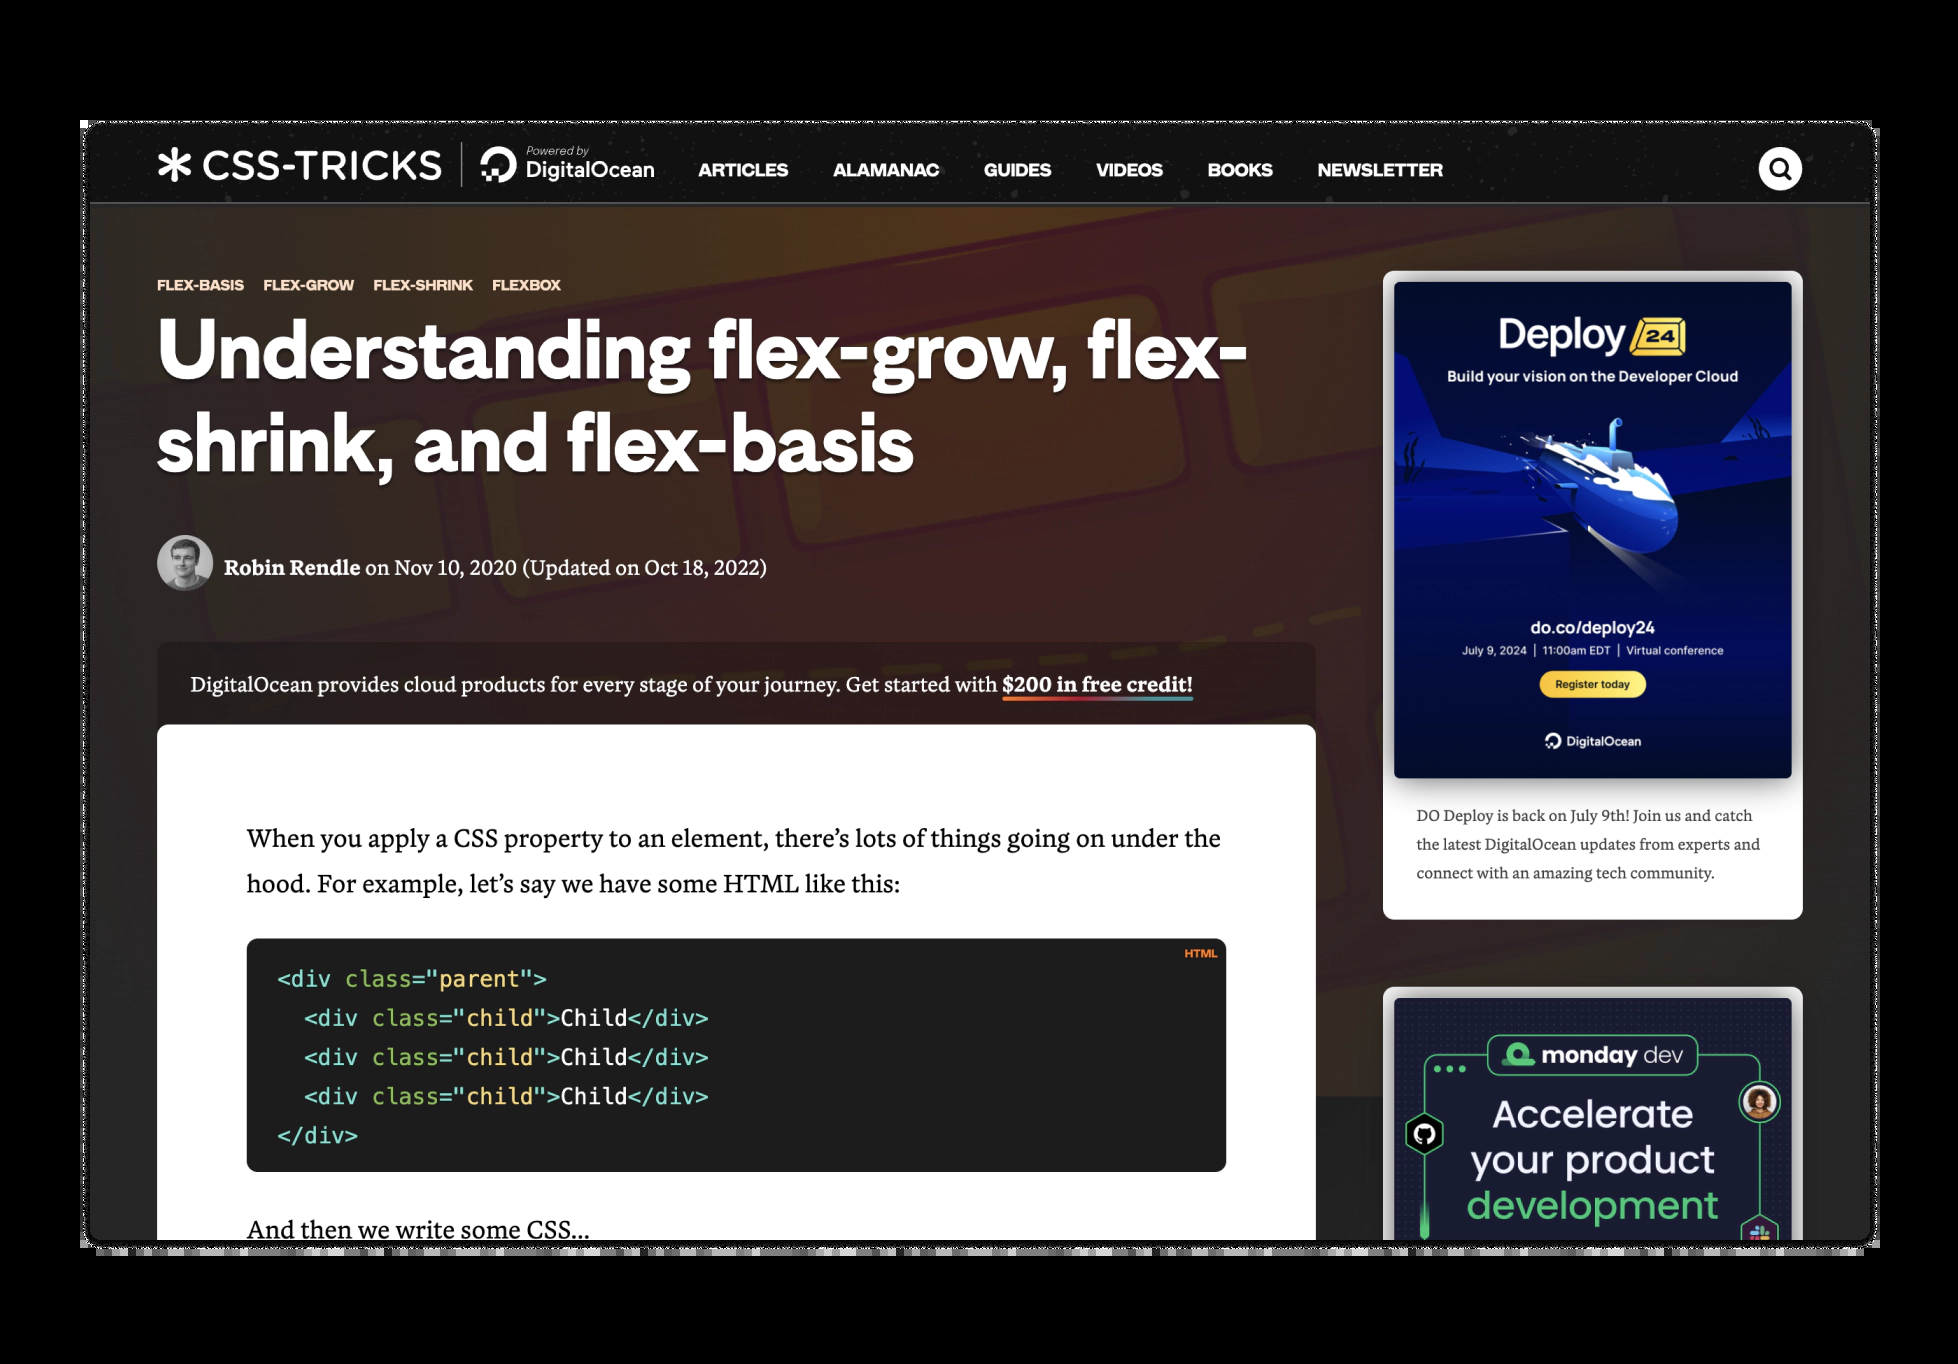 CSS-TRICKS
Powered by
DigitalOcean
ARTICLES
ALAMANAC
GUIDES
VIDEOS
BOOKS
NEWSLETTER
FLEX-BASIS FLEX-GROW FLEX-SHRINK FLEXBOX
Understanding flex-grow, flex-
shrink, and flex-basis
Robin Rendle on Nov 10, 2020 (Updated on Oct 18, 2022)
DigitalOcean provides cloud products for every stage of your journey. Get started with $200 in free credit!
When you apply a CSS property to an element, there’s lots of things going on under the
hood. For example, let’s say we have some HTML like this:
HTML
<div class="parent">
  <div class="child">Child</div>
  <div class="child">Child</div>
  <div class="child">Child</div>
</div>
And then we write some CSS…
Deploy 24
Build your vision on the Developer Cloud
do.co/deploy24
July 9, 2024 | 11:00am EDT | Virtual conference
Register today
DigitalOcean
DO Deploy is back on July 9th! Join us and catch
the latest DigitalOcean updates from experts and
connect with an amazing tech community.
monday dev
Accelerate
your product
development